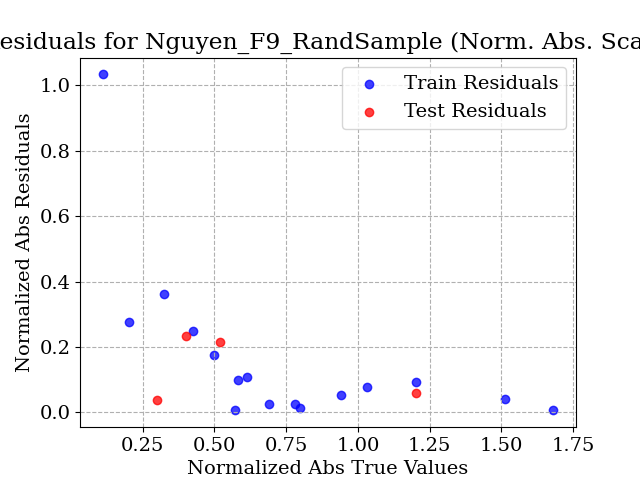 esiduals for Nguyen_F9_RandSample (Norm. Abs. Sca
Train Residuals
Test Residuals
Normalized Abs Residuals
1.0
0.8
0.6
0.4
0.2
0.0
0.25 0.50 0.75 1.00 1.25 1.50 1.75
Normalized Abs True Values